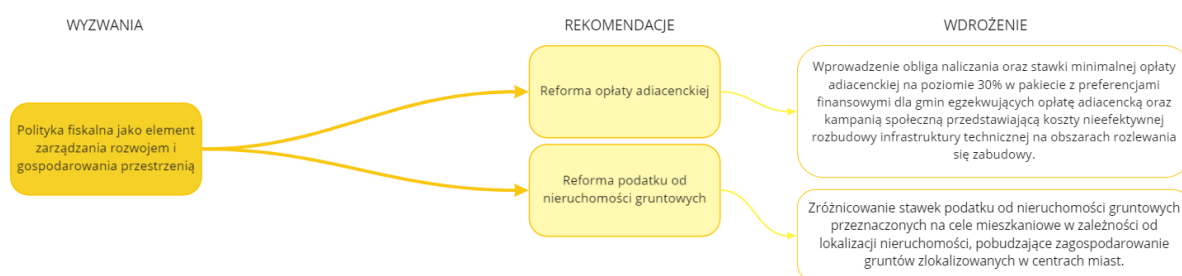 WYZWANIA
REKOMENDACJE
WDROŻENIE
Polityka fiskalna jako element
zarządzania rozwojem i
gospodarowania przestrzenią
Reforma opłaty adiacenckiej
Wprowadzenie obliga naliczania oraz stawki minimalnej opłaty
adiacenckiej na poziomie 30% w pakiecie z preferencjami
finansowymi dla gmin egzekwujących opłatę adiacencką oraz
kampanią społeczną przedstawiającą koszty nieefektywnej
rozbudowy infrastruktury technicznej na obszarach rozlewania
się zabudowy.
Reforma podatku od
nieruchomości gruntowych
Zróżnicowanie stawek podatku od nieruchomości gruntowych
przeznaczonych na cele mieszkaniowe w zależności od
lokalizacji nieruchomości, pobudzające zagospodarowanie
gruntów zlokalizowanych w centrach miast.